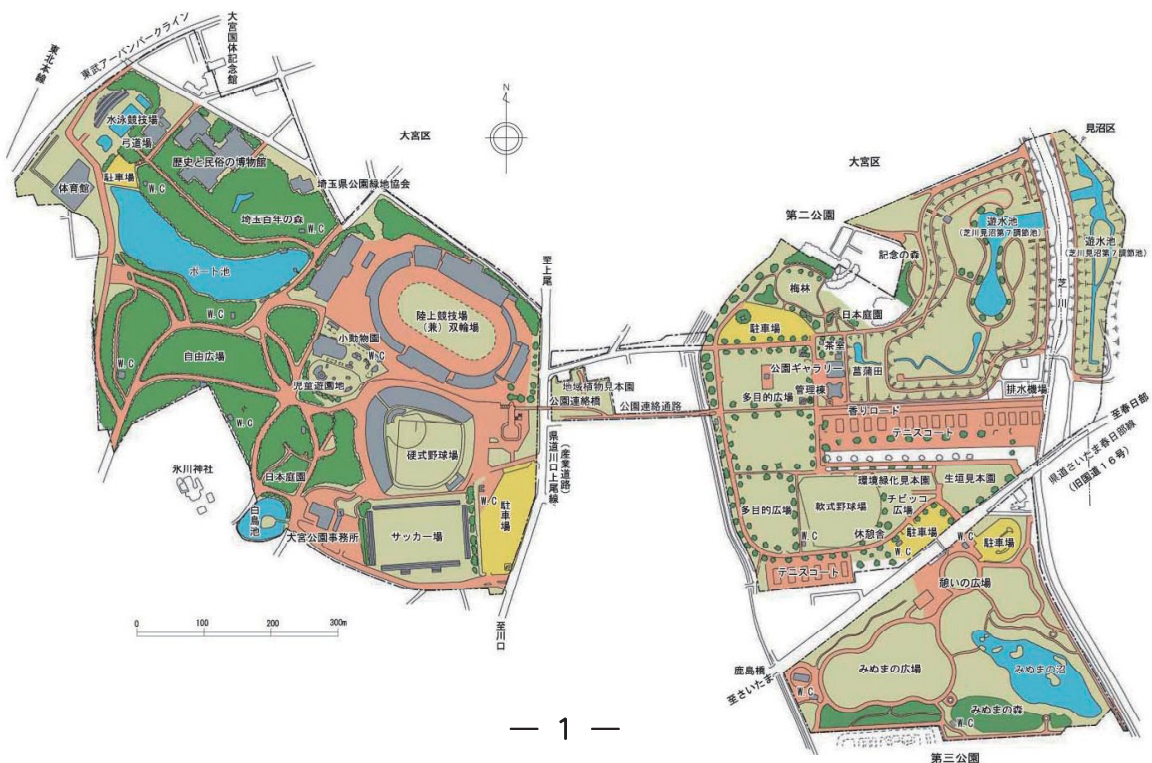 東北本線
東武アーバンパークライン
大宮国体記念館
水泳競技場
弓道場
歴史と民俗の博物館
体育館
駐車場
W.C
埼玉県公園緑地協会
埼玉百年の森
W.C
ボート池
大宮区
N
陸上競技場
(兼)双輪場
W.C
W.C
自由広場
小動物園
W.C
児童遊園地
W.C
硬式野球場
氷川神社
日本庭園
白鳥池
大宮公園事務所
サッカー場
W.C
駐車場
至上尾
地域植物見本園
公園連絡橋
公園連絡通路
県道川口上尾線
(産業道路)
至川口
0 100 200 300m
大宮区
見沼区
第二公園
記念の森
遊水池
(芝川見沼第7調節池)
遊水池
(芝川見沼第7調節池)
芝川
梅林
日本庭園
駐車場
茶室
公園ギャラリー
菖蒲田
管理棟
多目的広場
排水機場
香りロード
テニスコート
至春日部
県道さいたま春日部線
(旧国道16号)
環境緑化見本園
生垣見本園
チビッコ
広場
多目的広場
軟式野球場
休憩舎
駐車場
W.C
W.C
W.C
駐車場
テニスコート
憩いの広場
鹿島橋
至さいたま
みぬまの広場
みぬまの沼
W.C
みぬまの森
W.C
第三公園
— 1 —